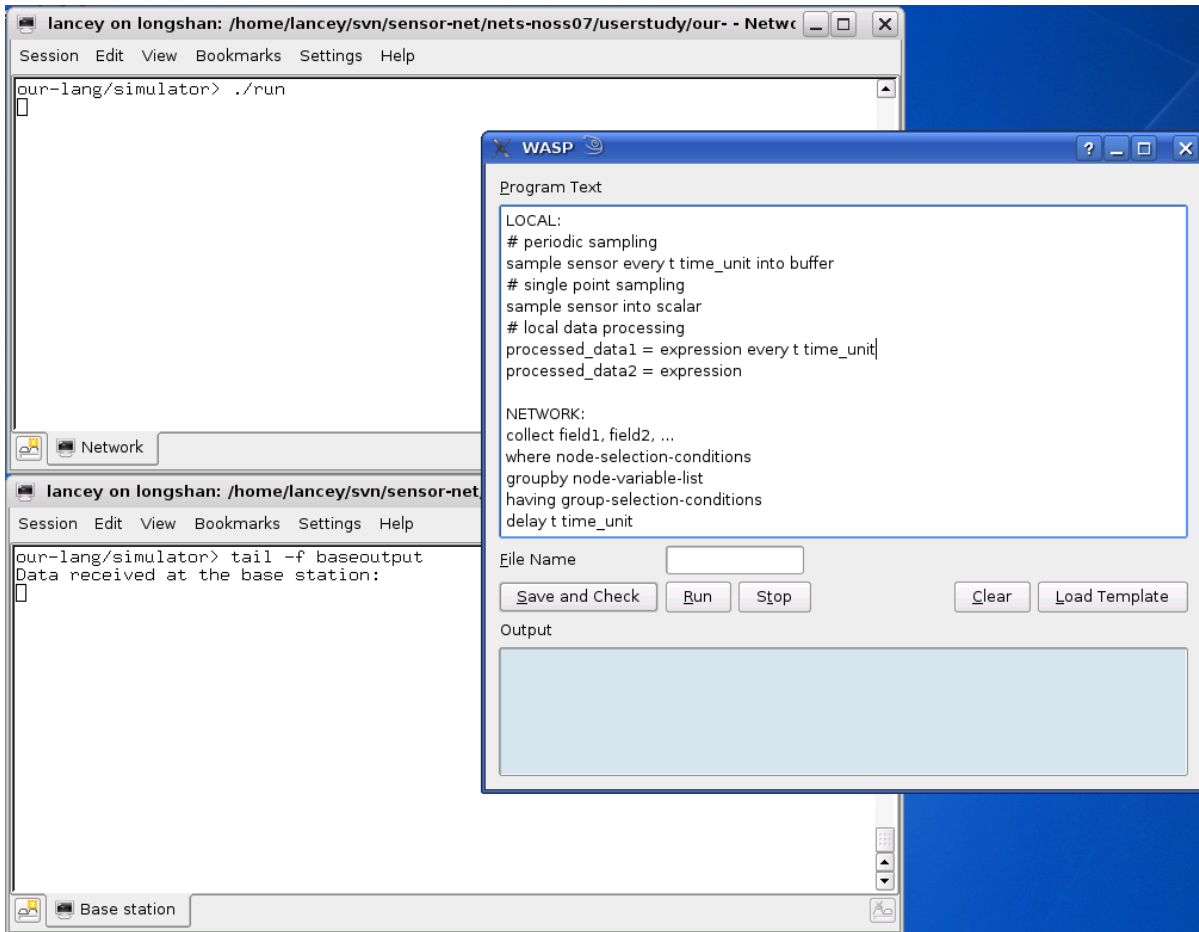 lancey on longshan: /home/lancey/svn/sensor-net/nets-noss07/userstudy/our- - Netwo
Session Edit View Bookmarks Settings Help
our-lang/simulator> ./run
Network
lancey on longshan: /home/lancey/svn/sensor-net/
Session Edit View Bookmarks Settings Help
our-lang/simulator> tail -f baseoutput
Data received at the base station:
Base station
WASP
?
Program Text
LOCAL:
# periodic sampling
sample sensor every t time_unit into buffer
# single point sampling
sample sensor into scalar
# local data processing
processed_data1 = expression every t time_unit
processed_data2 = expression
NETWORK:
collect field1, field2, ...
where node-selection-conditions
groupby node-variable-list
having group-selection-conditions
delay t time_unit
File Name
Save and Check Run Stop Clear Load Template
Output